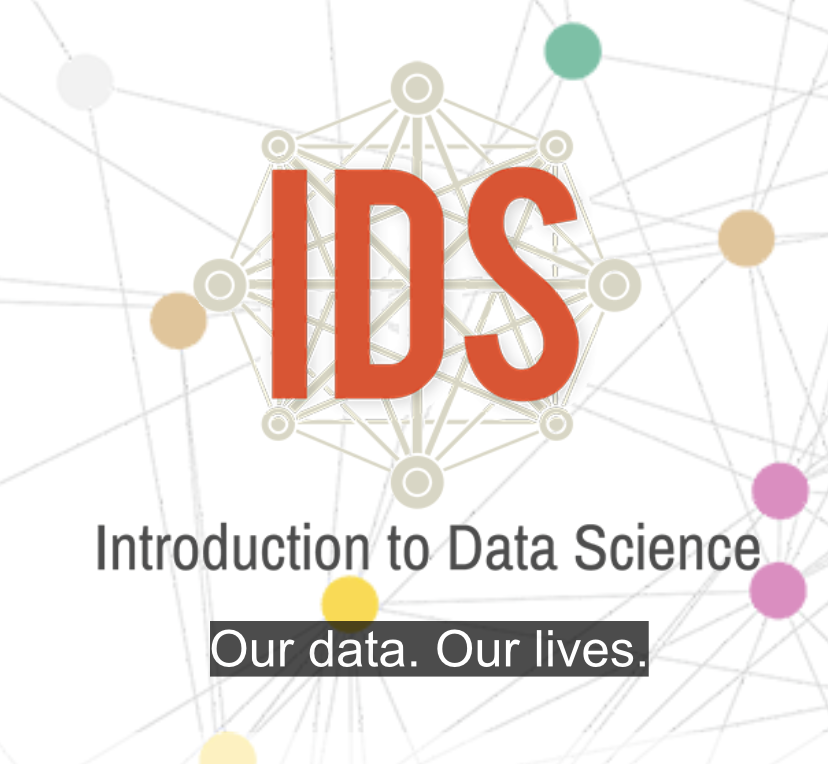 IDS
Introduction to Data Science
Our data. Our lives.